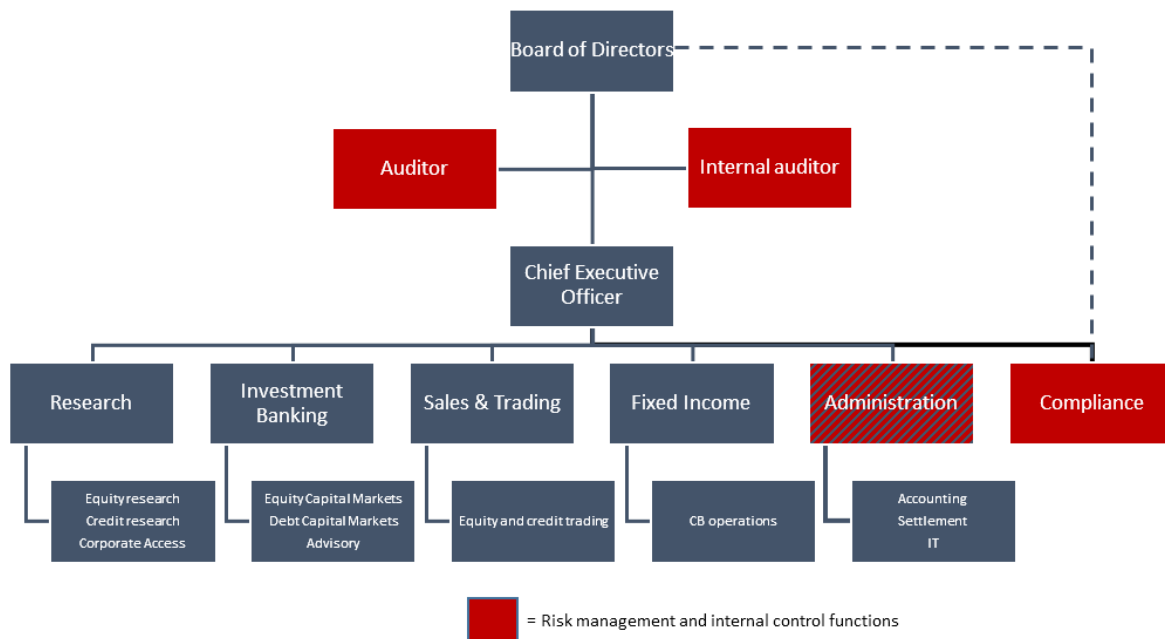 Board of Directors
Auditor
Internal auditor
Chief Executive
Officer
Research
Investment
Banking
Sales & Trading
Fixed Income
Administration
Compliance
Equity research
Credit research
Corporate Access
Equity Capital Markets
Debt Capital Markets
Advisory
Equity and credit trading
CB operations
Accounting
Settlement
IT
= Risk management and internal control functions